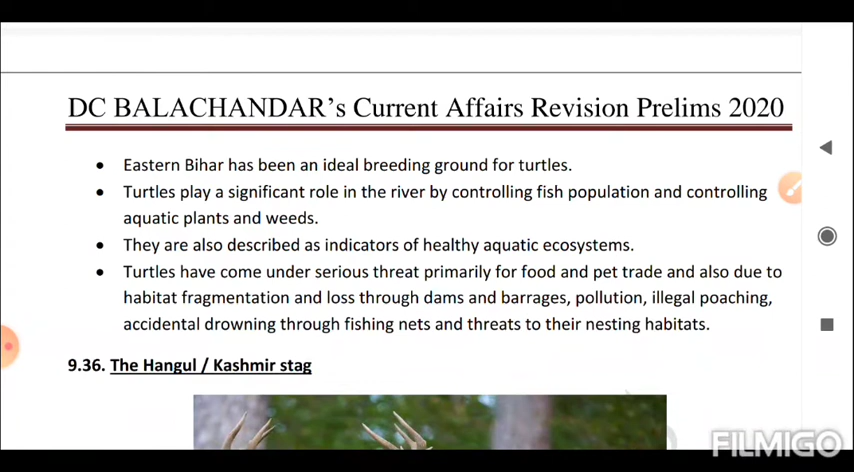 DC BALACHANDAR's Current Affairs Revision Prelims 2020
• Eastern Bihar has been an ideal breeding ground for turtles.
• Turtles play a significant role in the river by controlling fish population and controlling
aquatic plants and weeds.
• They are also described as indicators of healthy aquatic ecosystems.
• Turtles have come under serious threat primarily for food and pet trade and also due to
habitat fragmentation and loss through dams and barrages, pollution, illegal poaching,
accidental drowning through fishing nets and threats to their nesting habitats.
9.36. The Hangul / Kashmir stag
FILMIGO